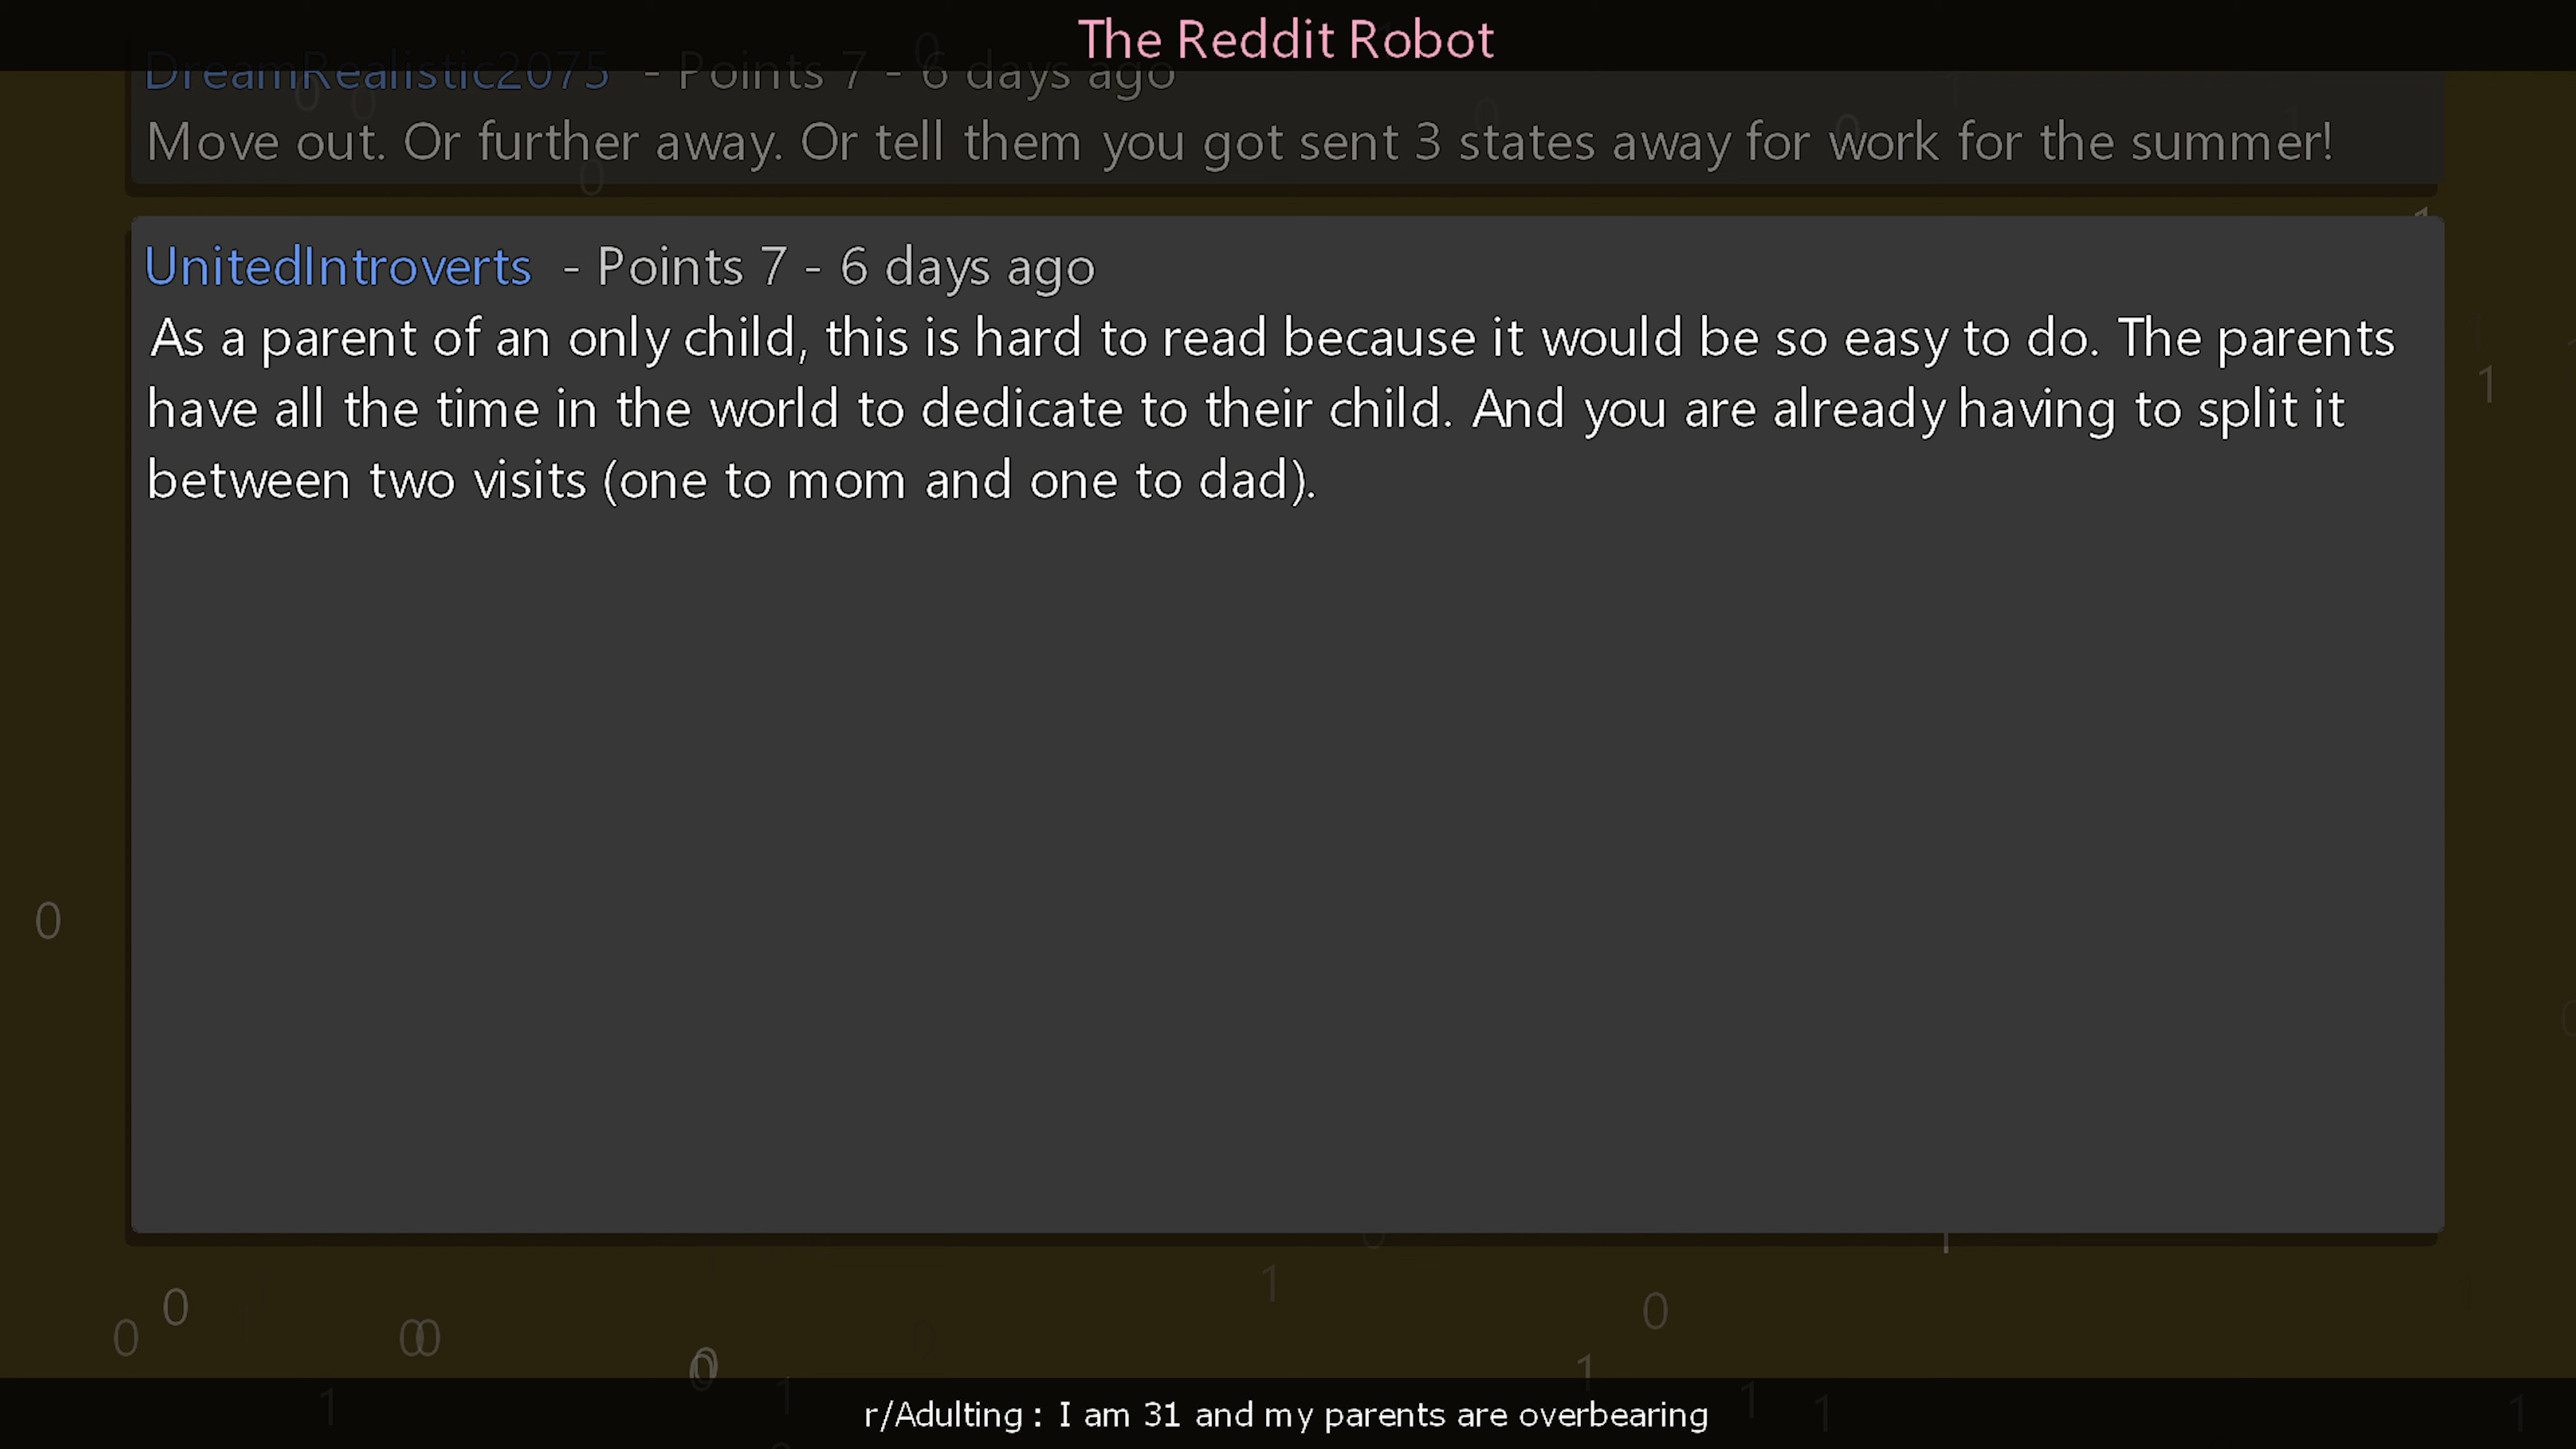 The Reddit Robot
DreamRealistic2075 - Points 7 - 6 days ago
Move out. Or further away. Or tell them you got sent 3 states away for work for the summer!
UnitedIntroverts - Points 7 - 6 days ago
As a parent of an only child, this is hard to read because it would be so easy to do. The parents
have all the time in the world to dedicate to their child. And you are already having to split it
between two visits (one to mom and one to dad).
r/Adulting : I am 31 and my parents are overbearing